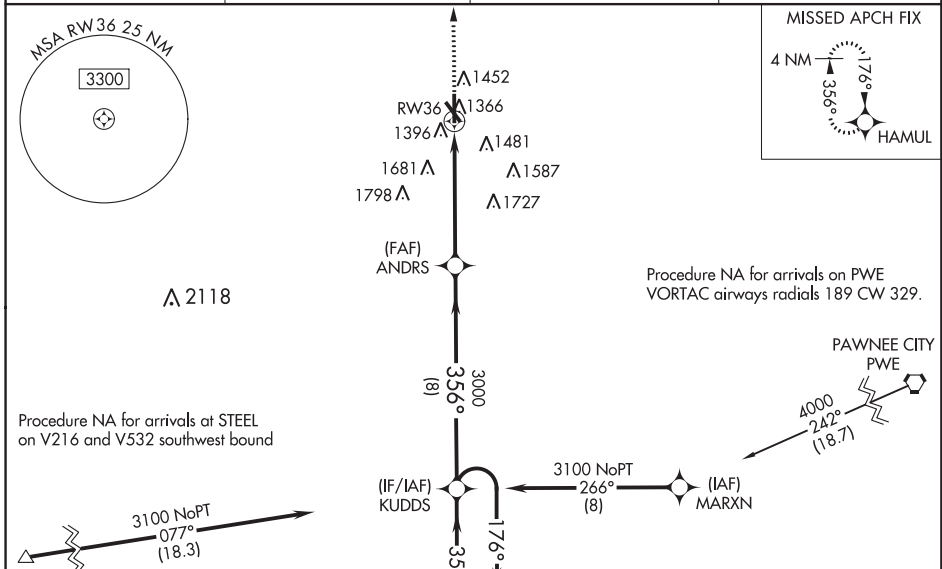 MSA RW36 25 NM
3300
MISSED APCH FIX
4 NM
356°
176°
HAMUL
1452
RW36
1366
1396
1481
1681
1587
1798
1727
(FAF)
ANDRS
2118
Procedure NA for arrivals on PWE
VORTAC airways radials 189 CW 329.
PAWNEE CITY
PWE
3000
356°
(8)
4000
242°
(18.7)
Procedure NA for arrivals at STEEL
on V216 and V532 southwest bound
(IF/IAF)
KUDDS
3100 NoPT
266°
(8)
(IAF)
MARXN
3100 NoPT
077°
(18.3)
35
176°